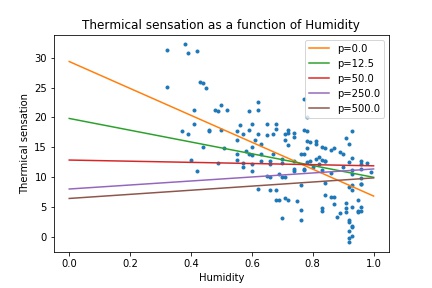 Thermical sensation as a function of Humidity
Thermical sensation
30
25
20
15
10
5
0
p=0.0
p=12.5
p=50.0
p=250.0
p=500.0
0.0 0.2 0.4 0.6 0.8 1.0
Humidity